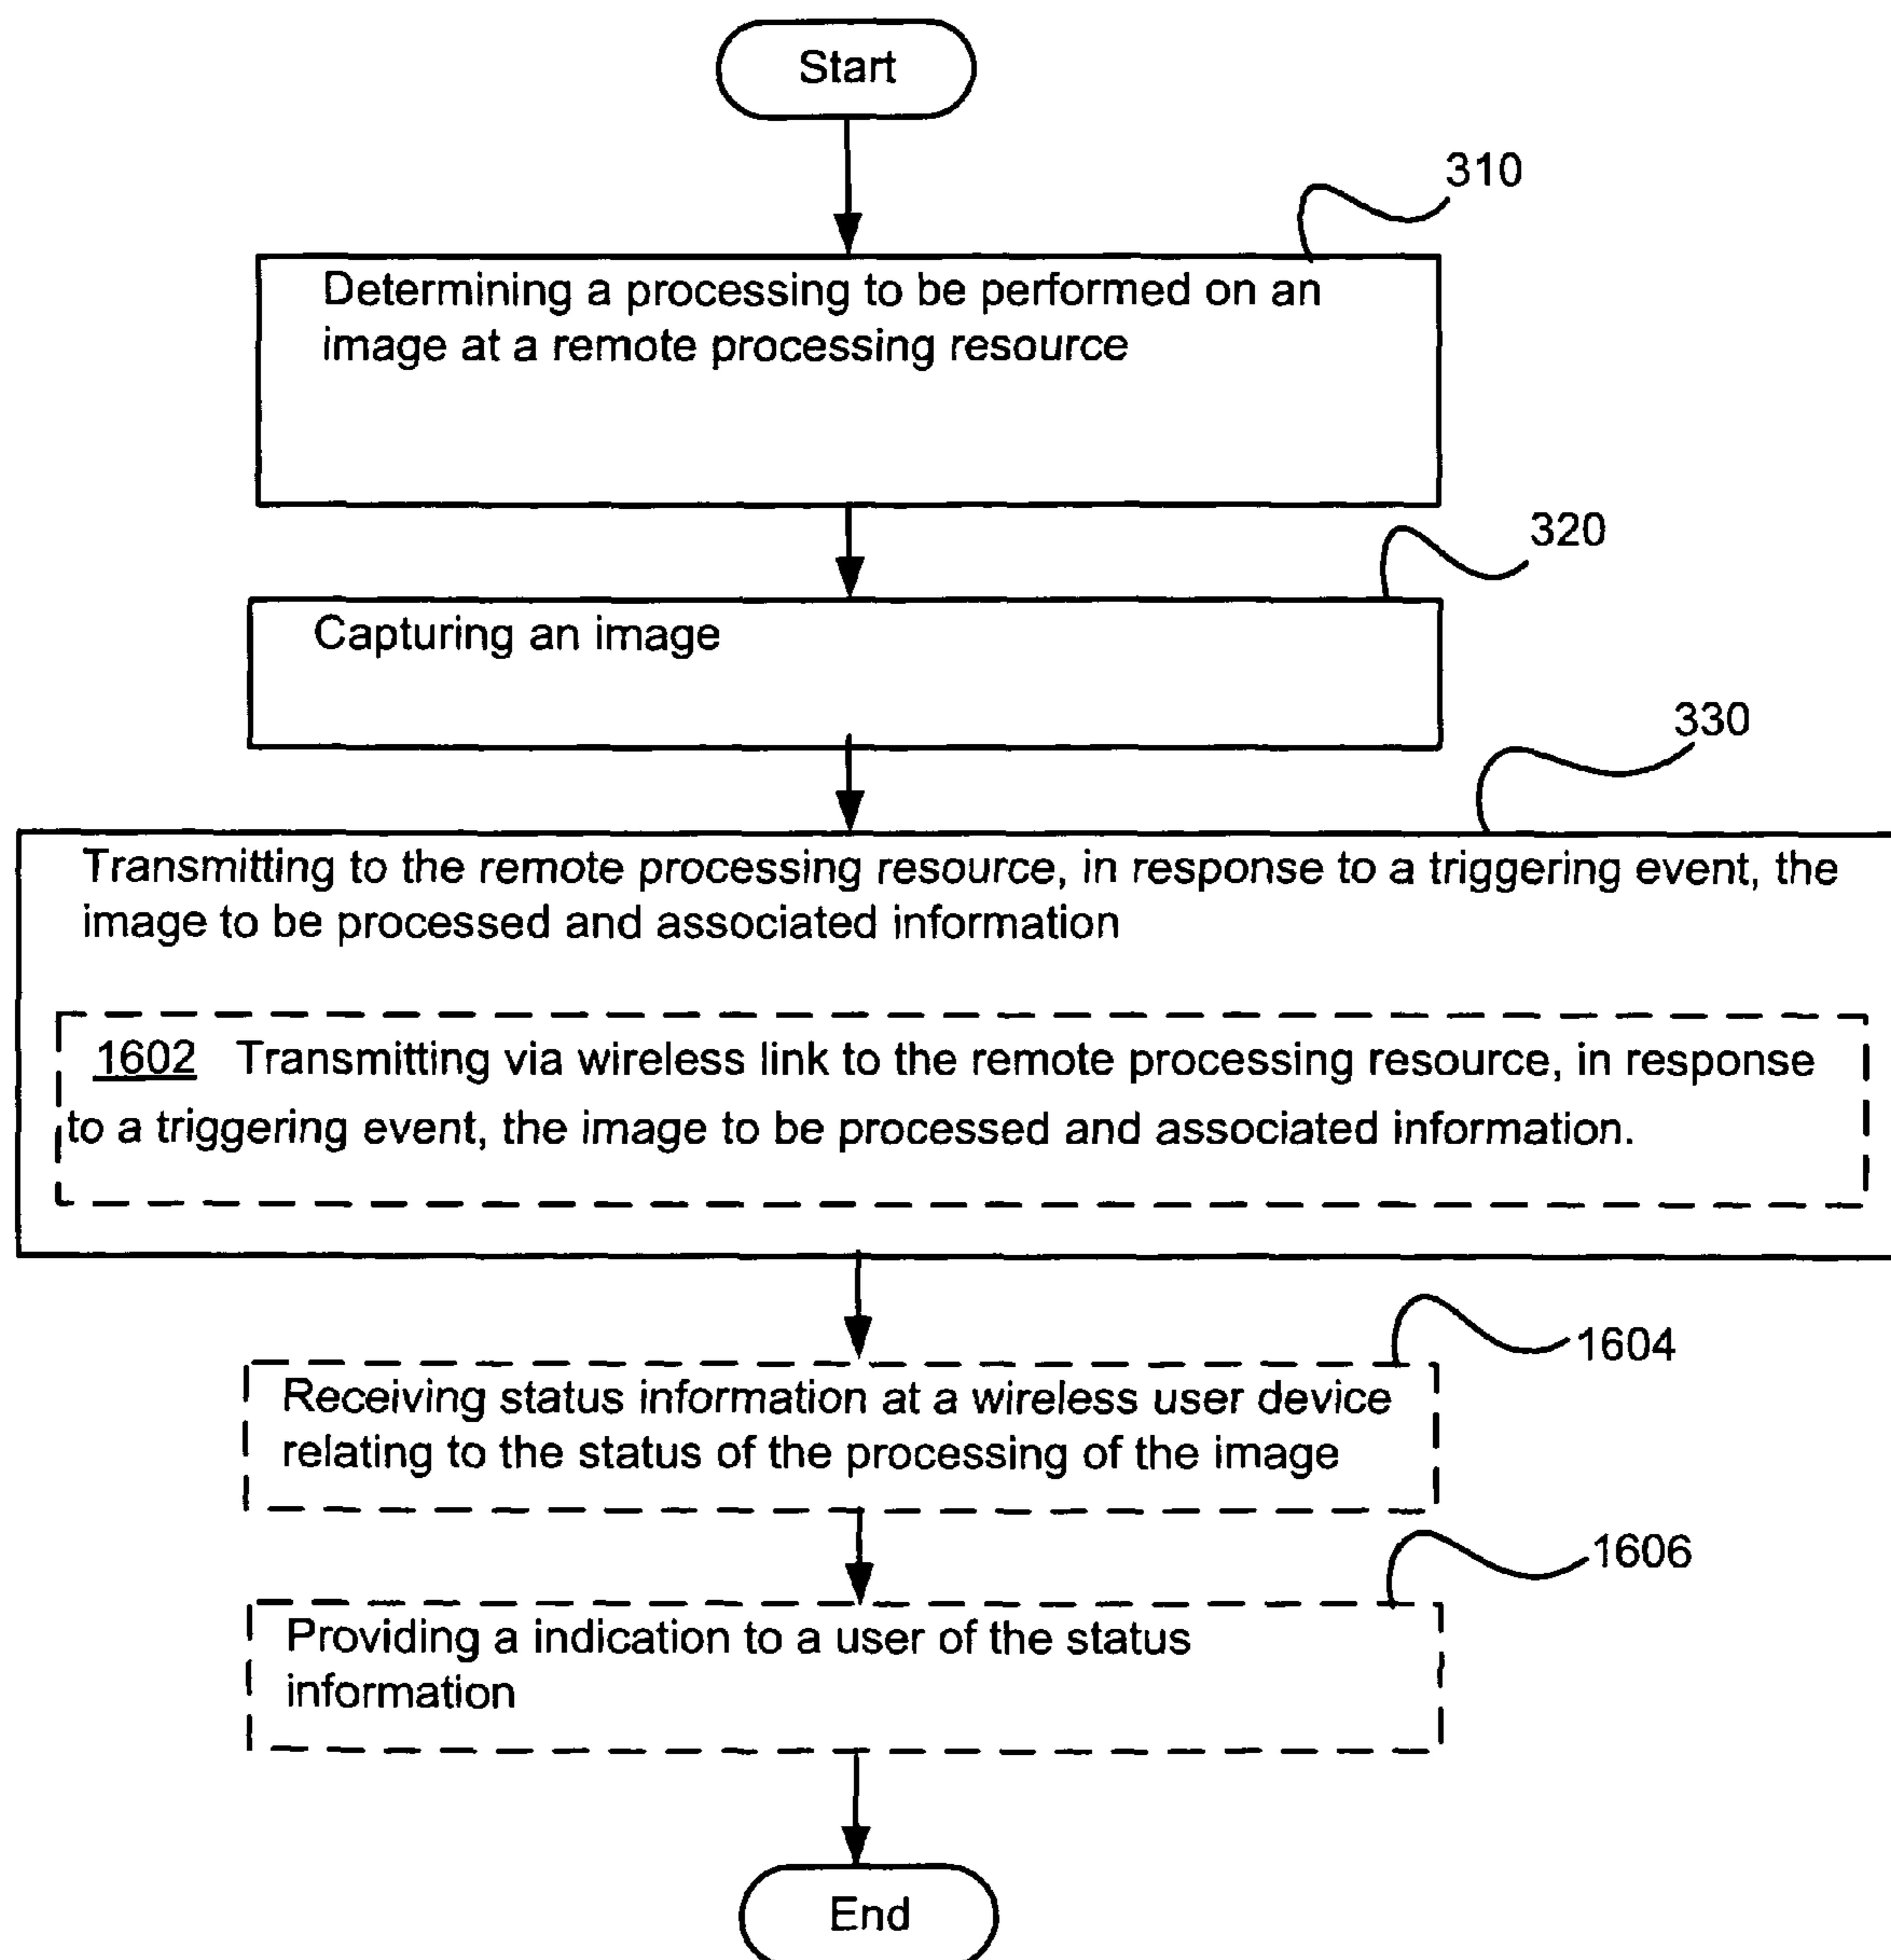 Start
310
Determining a processing to be performed on an
image at a remote processing resource
320
Capturing an image
330
Transmitting to the remote processing resource, in response to a triggering event, the
image to be processed and associated information
1602 Transmitting via wireless link to the remote processing resource, in response
to a triggering event, the image to be processed and associated information.
1604
Receiving status information at a wireless user device
relating to the status of the processing of the image
1606
Providing a indication to a user of the status
information
End